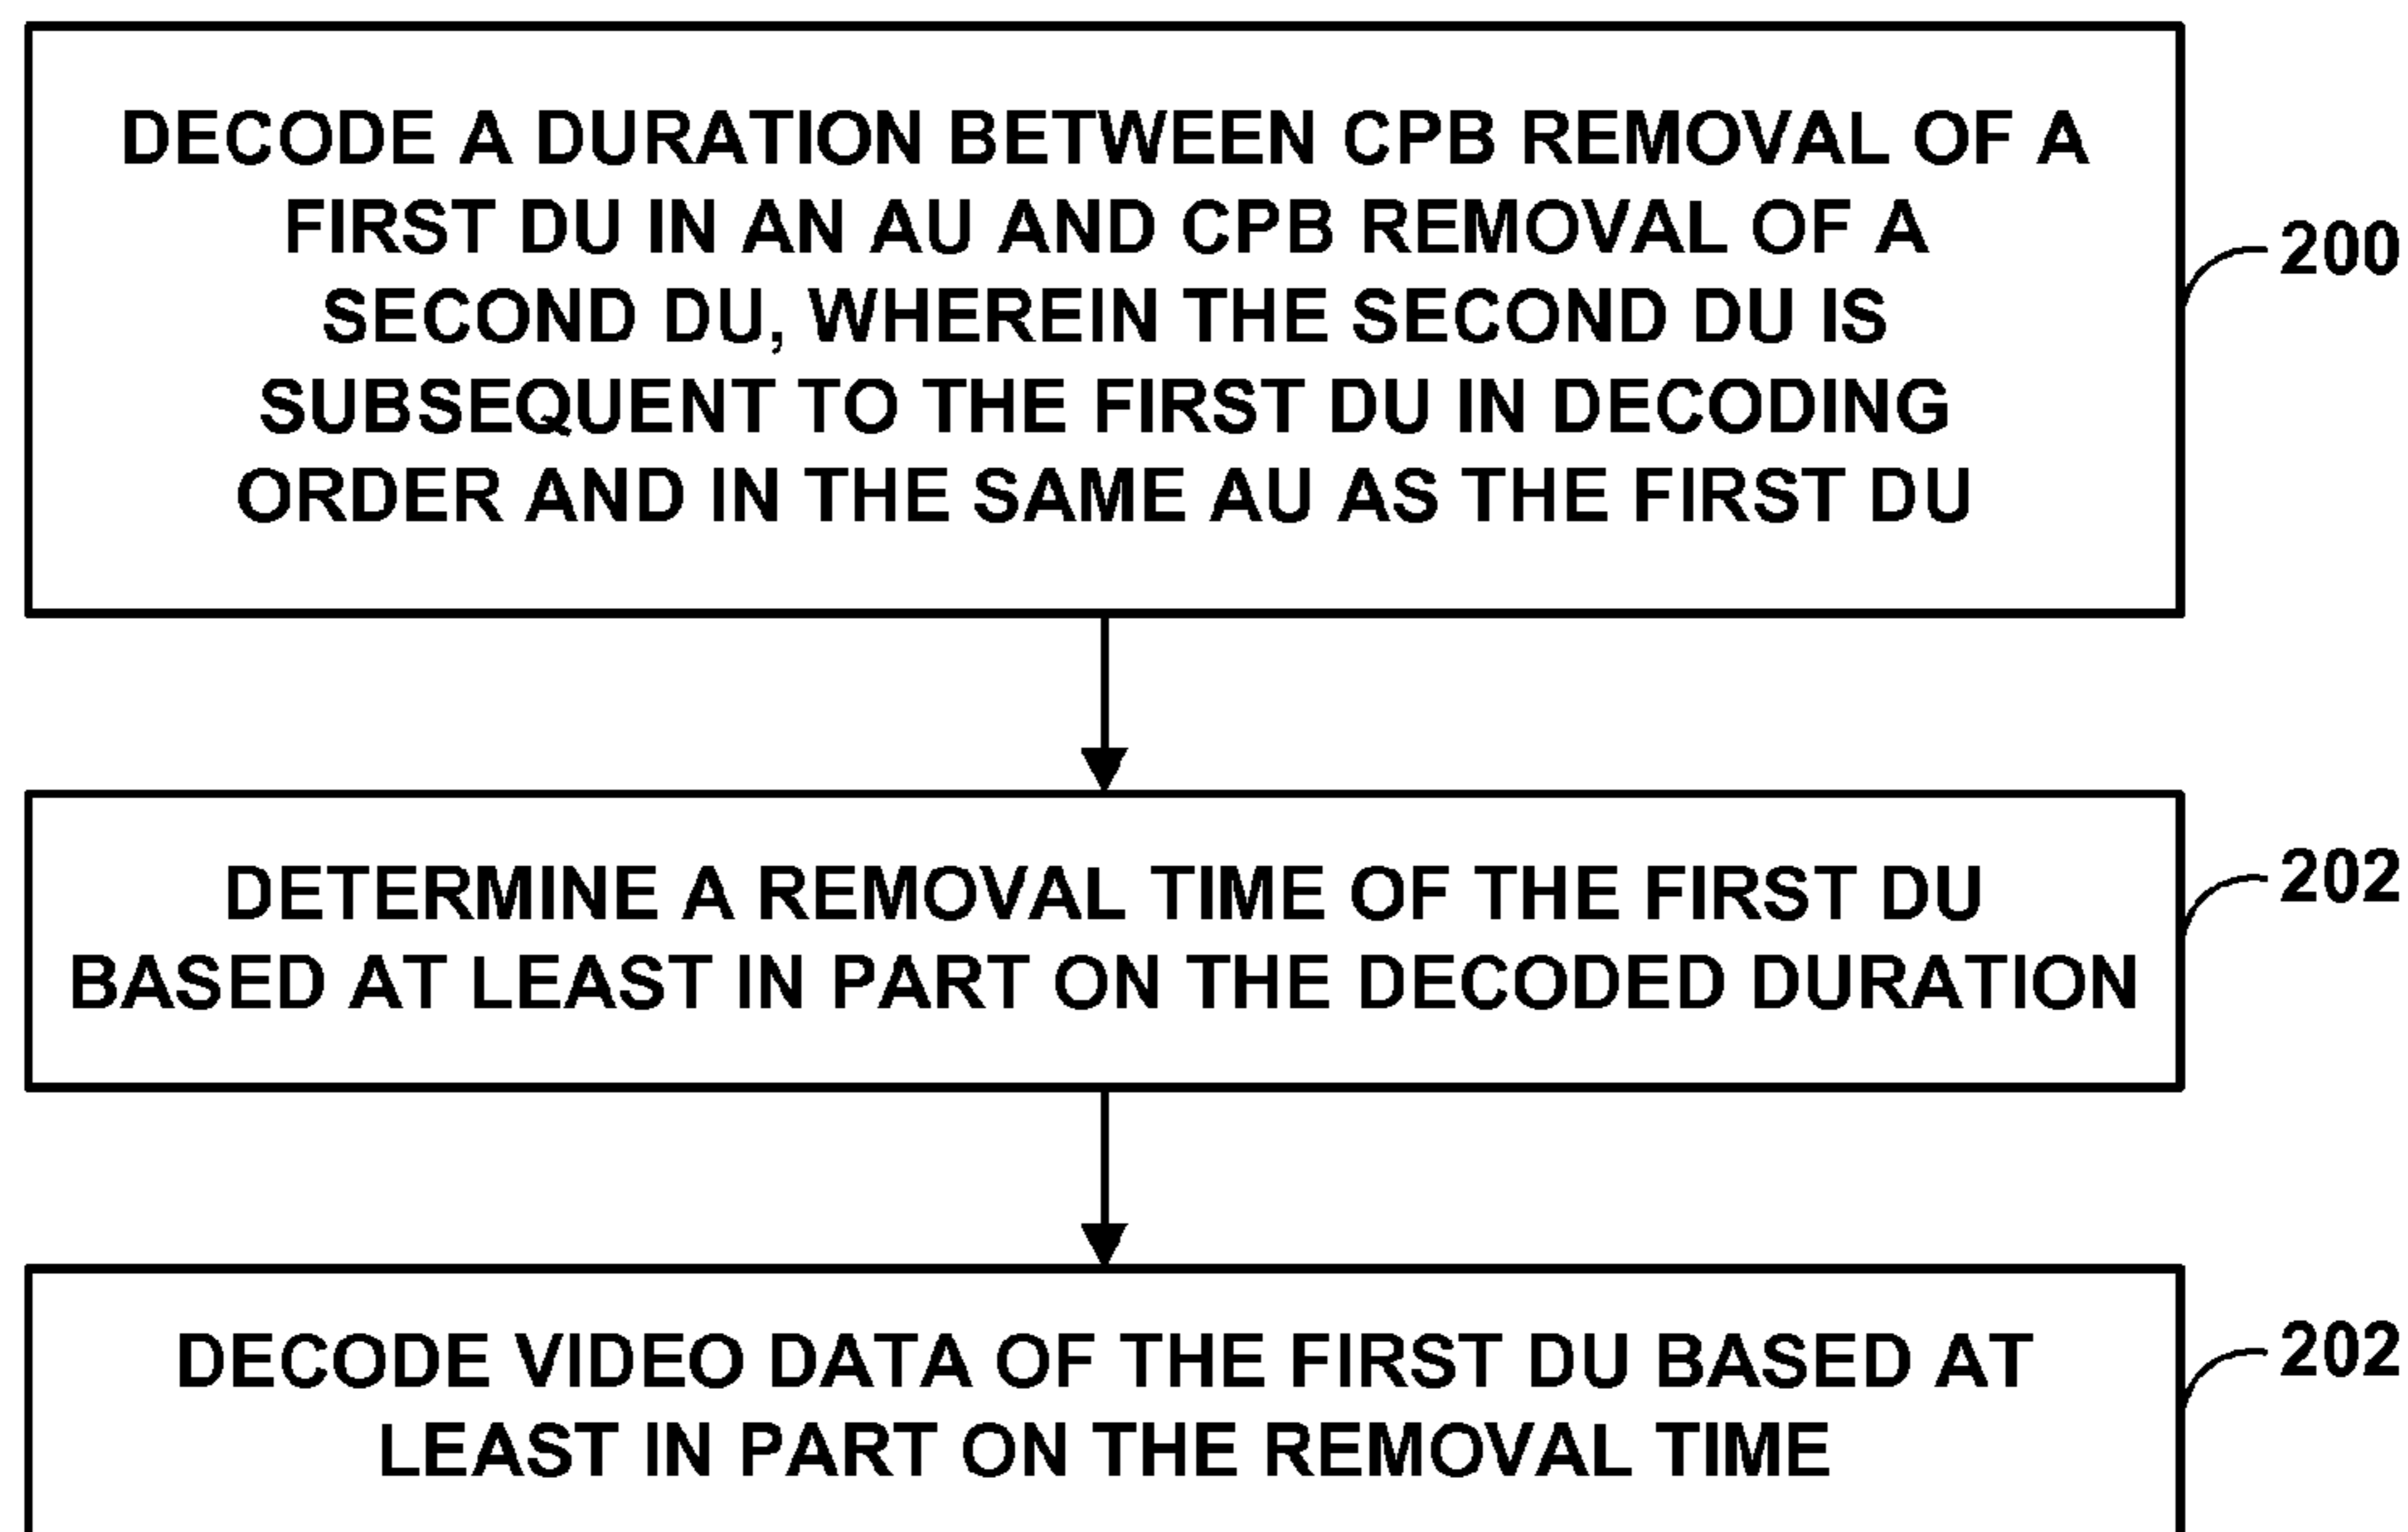 DECODE A DURATION BETWEEN CPB REMOVAL OF A
FIRST DU IN AN AU AND CPB REMOVAL OF A
SECOND DU, WHEREIN THE SECOND DU IS
SUBSEQUENT TO THE FIRST DU IN DECODING
ORDER AND IN THE SAME AU AS THE FIRST DU
200
DETERMINE A REMOVAL TIME OF THE FIRST DU
BASED AT LEAST IN PART ON THE DECODED DURATION
202
DECODE VIDEO DATA OF THE FIRST DU BASED AT
LEAST IN PART ON THE REMOVAL TIME
202